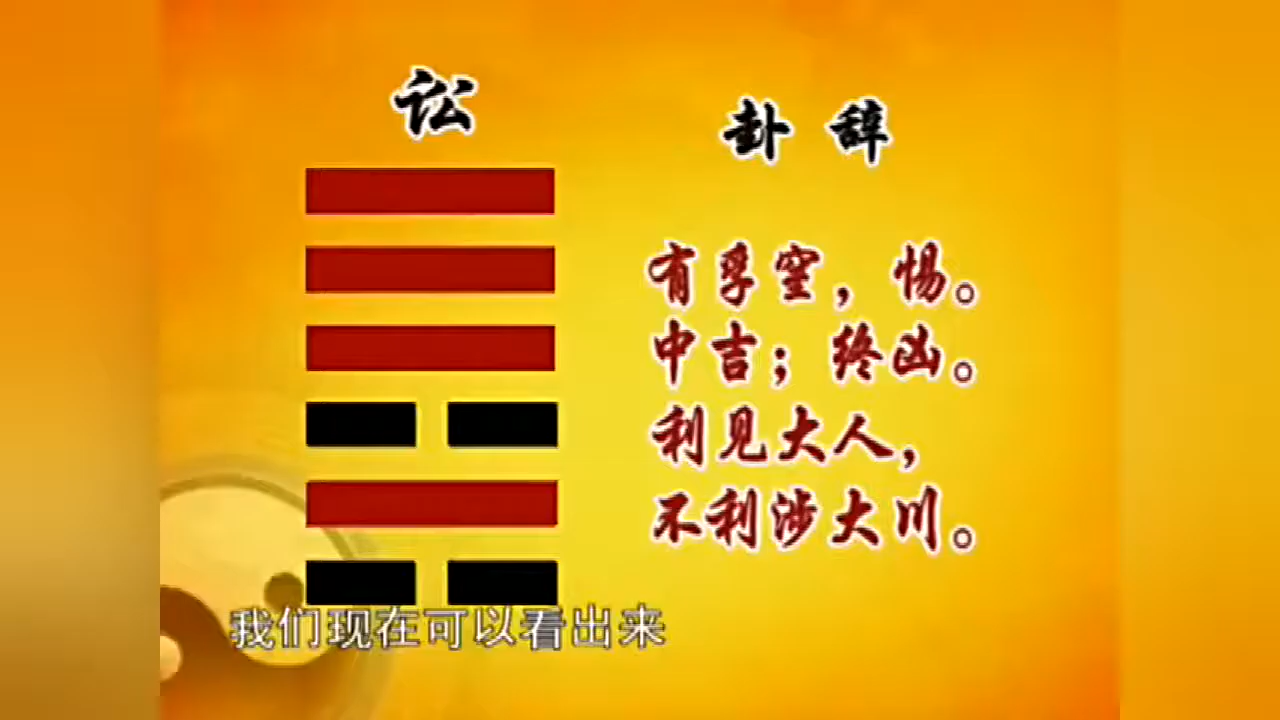 讼
卦辞
有孚窒，惕。
中吉；终凶。
利见大人，
不利涉大川。
我们现在可以看出来